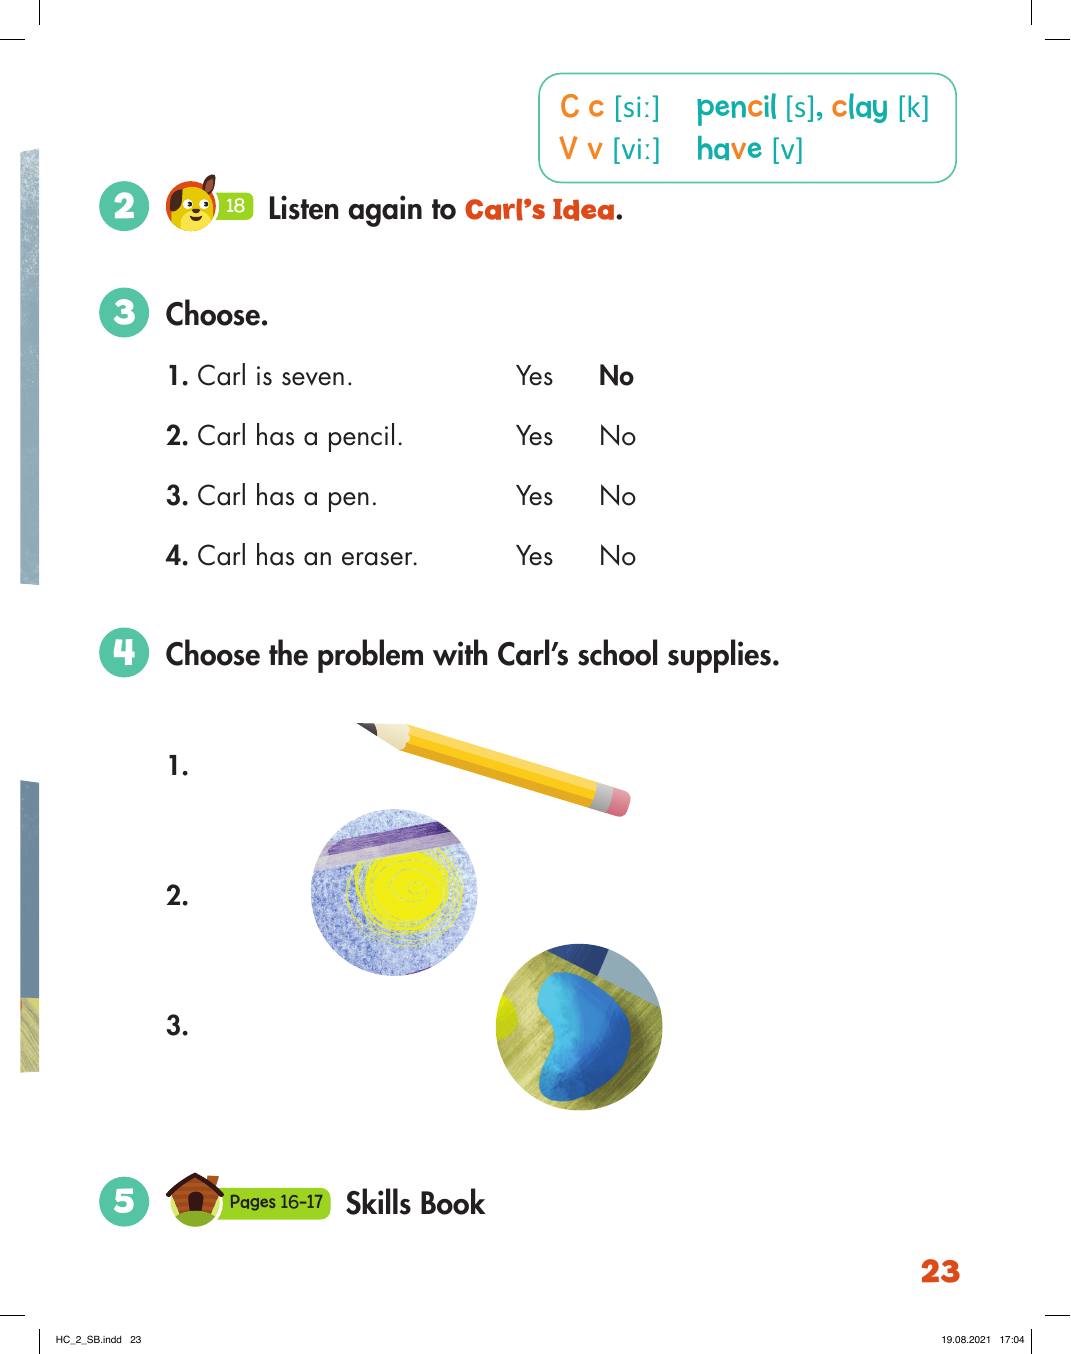 C c [siː] pencil [s], clay [k]
V v [viː] have [v]
2 18 Listen again to Carl's Idea.
3 Choose.
1. Carl is seven. Yes No
2. Carl has a pencil. Yes No
3. Carl has a pen. Yes No
4. Carl has an eraser. Yes No
4 Choose the problem with Carl's school supplies.
1.
2.
3.
5 Pages 16-17 Skills Book
23
HC_2_SB.indd 23 19.08.2021 17:04